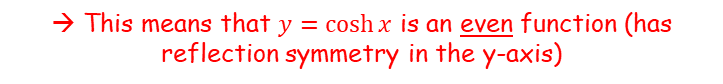 → This means that y = cosh x is an even function (has
reflection symmetry in the y-axis)